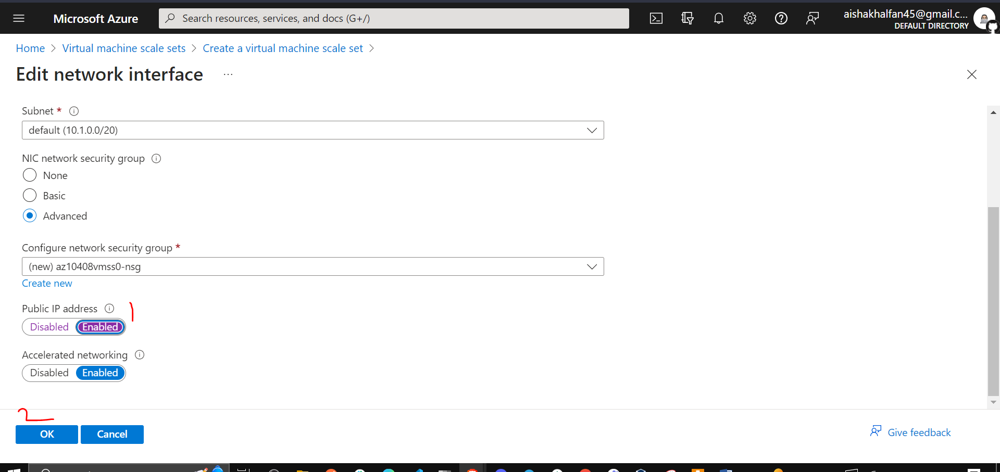 Microsoft Azure
Search resources, services, and docs (G+/)
aishakhalfan45@gmail.c...
DEFAULT DIRECTORY
Home > Virtual machine scale sets > Create a virtual machine scale set >
Edit network interface ...
Subnet *
default (10.1.0.0/20)
NIC network security group
None
Basic
Advanced
Configure network security group *
(new) az10408vmss0-nsg
Create new
Public IP address 1
Disabled Enabled
Accelerated networking
Disabled Enabled
2
OK Cancel
Give feedback